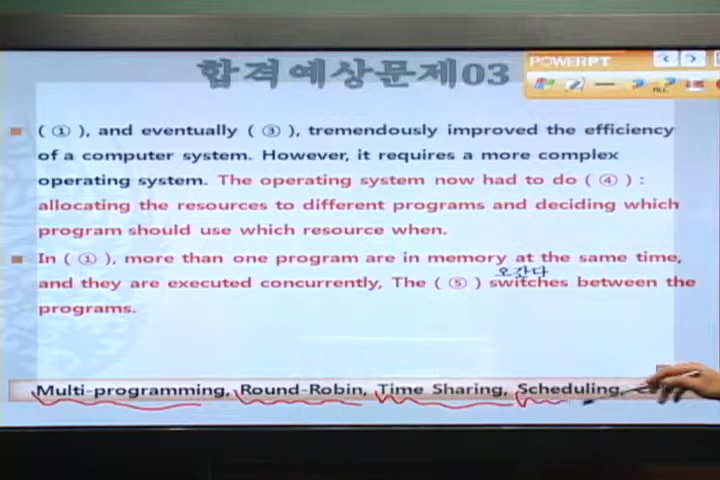 합격예상문제03
POWERPT
( ① ), and eventually ( ③ ), tremendously improved the efficiency
of a computer system. However, it requires a more complex
operating system. The operating system now had to do ( ④ ) :
allocating the resources to different programs and deciding which
program should use which resource when.
In ( ① ), more than one program are in memory at the same time,
오갔다
and they are executed concurrently, The ( ⑤ ) switches between the
programs.
Multi-programming, Round-Robin, Time Sharing, Scheduling,